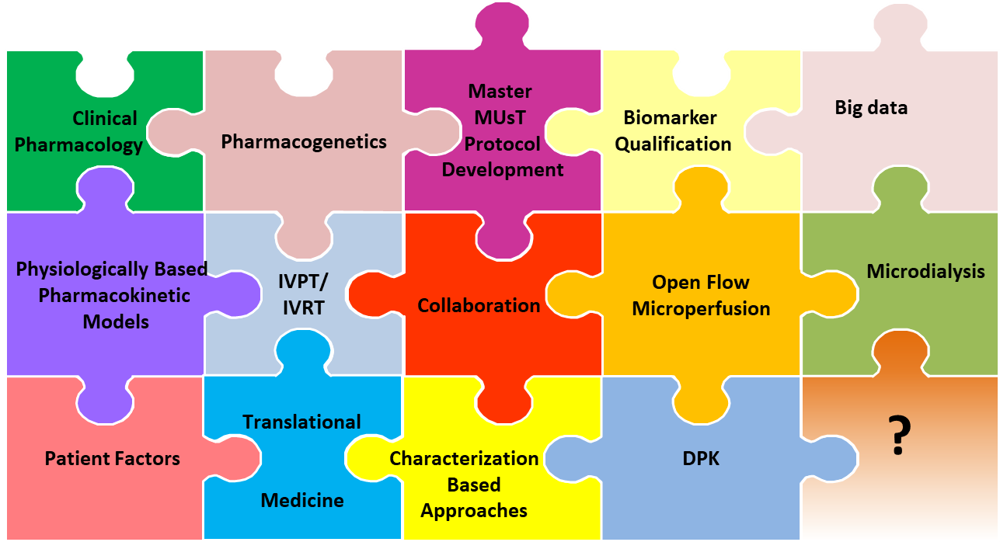 Clinical
Pharmacology
Pharmacogenetics
Master
MUsT
Protocol
Development
Biomarker
Qualification
Big data
Physiologically Based
Pharmacokinetic
Models
IVPT/
IVRT
Collaboration
Open Flow
Microperfusion
Microdialysis
Patient Factors
Translational
Medicine
Characterization
Based
Approaches
DPK
?